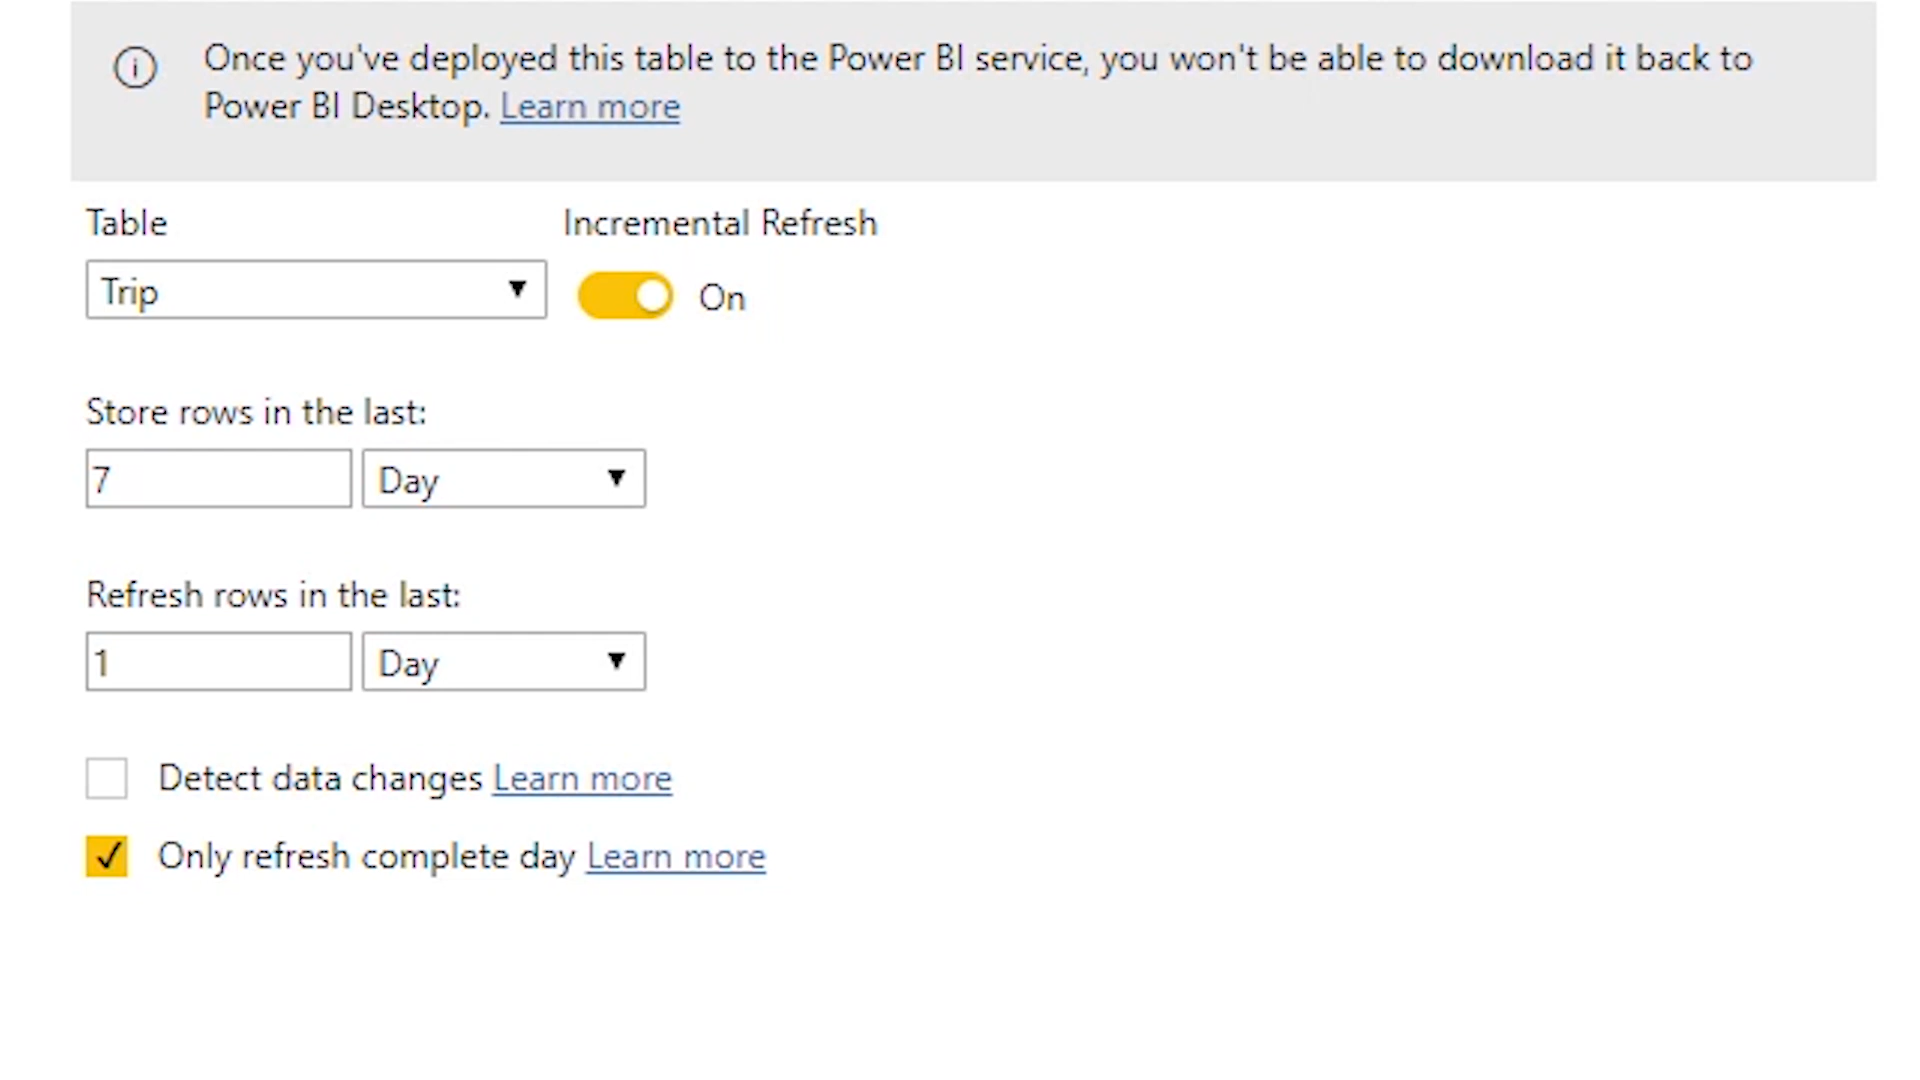 Once you've deployed this table to the Power BI service, you won't be able to download it back to
Power BI Desktop. Learn more
Table
Incremental Refresh
Trip
On
Store rows in the last:
7
Day
Refresh rows in the last:
1
Day
Detect data changes Learn more
Only refresh complete day Learn more